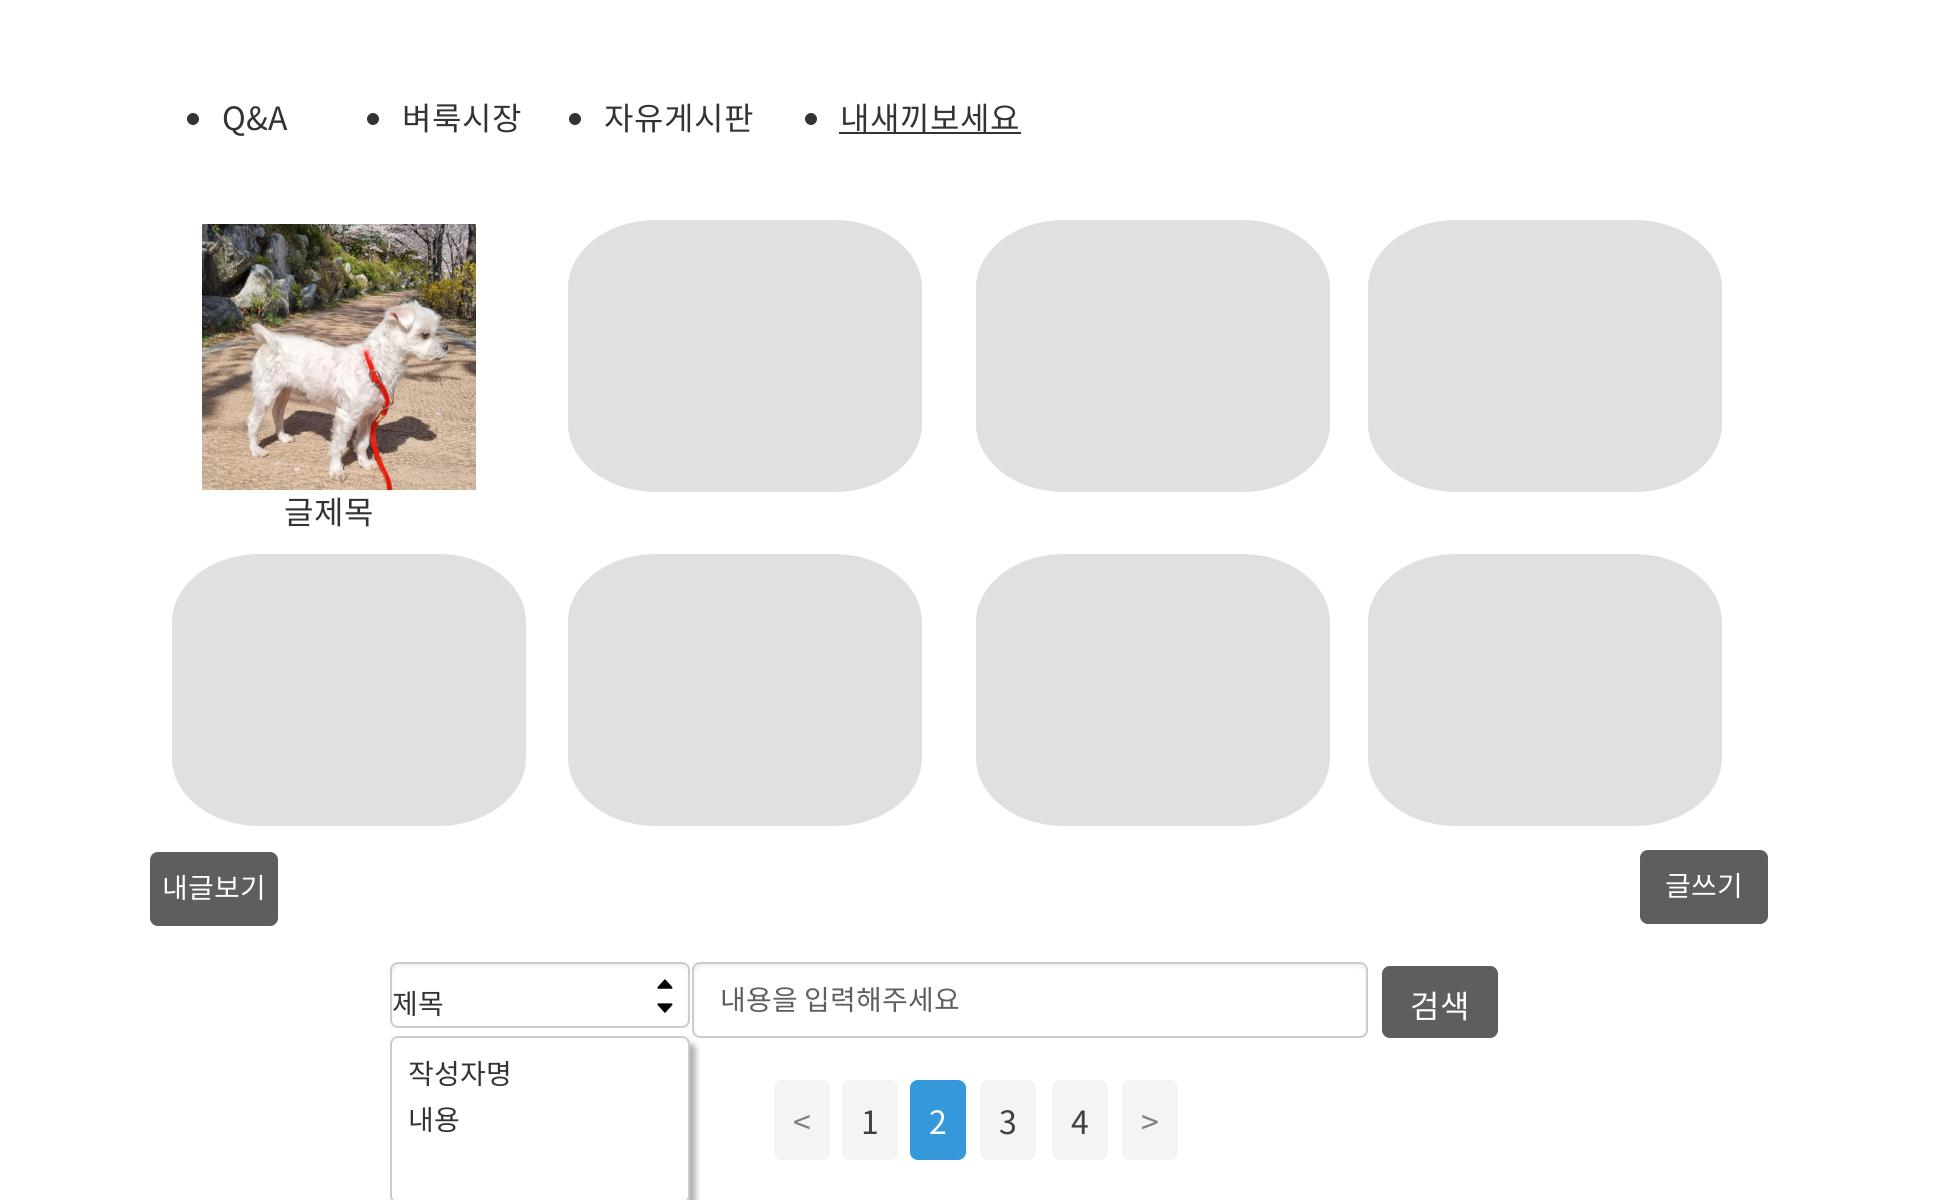 Q&A 벼룩시장 자유게시판 내새끼보세요
글제목
내글보기 글쓰기
제목 내용을 입력해주세요 검색
작성자명
내용
< 1 2 3 4 >